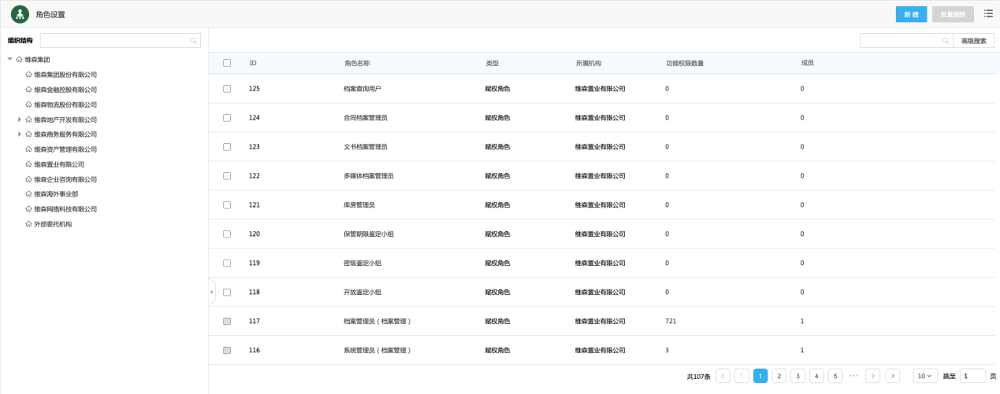 角色设置
新 建
批量删除
组织结构
高级搜索
维森集团
维森集团股份有限公司
维森金融控股有限公司
维森物流股份有限公司
维森地产开发有限公司
维森商务服务有限公司
维森资产管理有限公司
维森置业有限公司
维森企业咨询有限公司
维森海外事业部
维森网络科技有限公司
外部委托机构
ID 角色名称 类型 所属机构 功能权限数量 成员
125 档案查询用户 赋权角色 维森置业有限公司 0 0
124 合同档案管理员 赋权角色 维森置业有限公司 0 0
123 文书档案管理员 赋权角色 维森置业有限公司 0 0
122 多媒体档案管理员 赋权角色 维森置业有限公司 0 0
121 库房管理员 赋权角色 维森置业有限公司 0 0
120 保管期限鉴定小组 赋权角色 维森置业有限公司 0 0
119 密级鉴定小组 赋权角色 维森置业有限公司 0 0
118 开放鉴定小组 赋权角色 维森置业有限公司 0 0
117 档案管理员（档案管理） 赋权角色 维森置业有限公司 721 1
116 系统管理员（档案管理） 赋权角色 维森置业有限公司 3 1
共107条 1 2 3 4 5 ··· 10 跳至 1 页